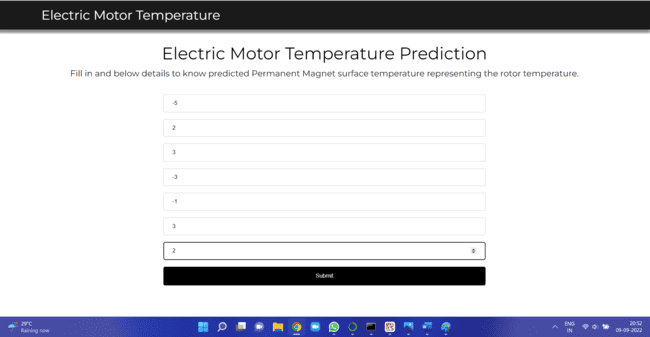 Electric Motor Temperature
Electric Motor Temperature Prediction
Fill in and below details to know predicted Permanent Magnet surface temperature representing the rotor temperature.
-5
2
3
-3
-1
3
2
Submit
29°C
Raining now
ENG
IN
20:52
09-09-2022